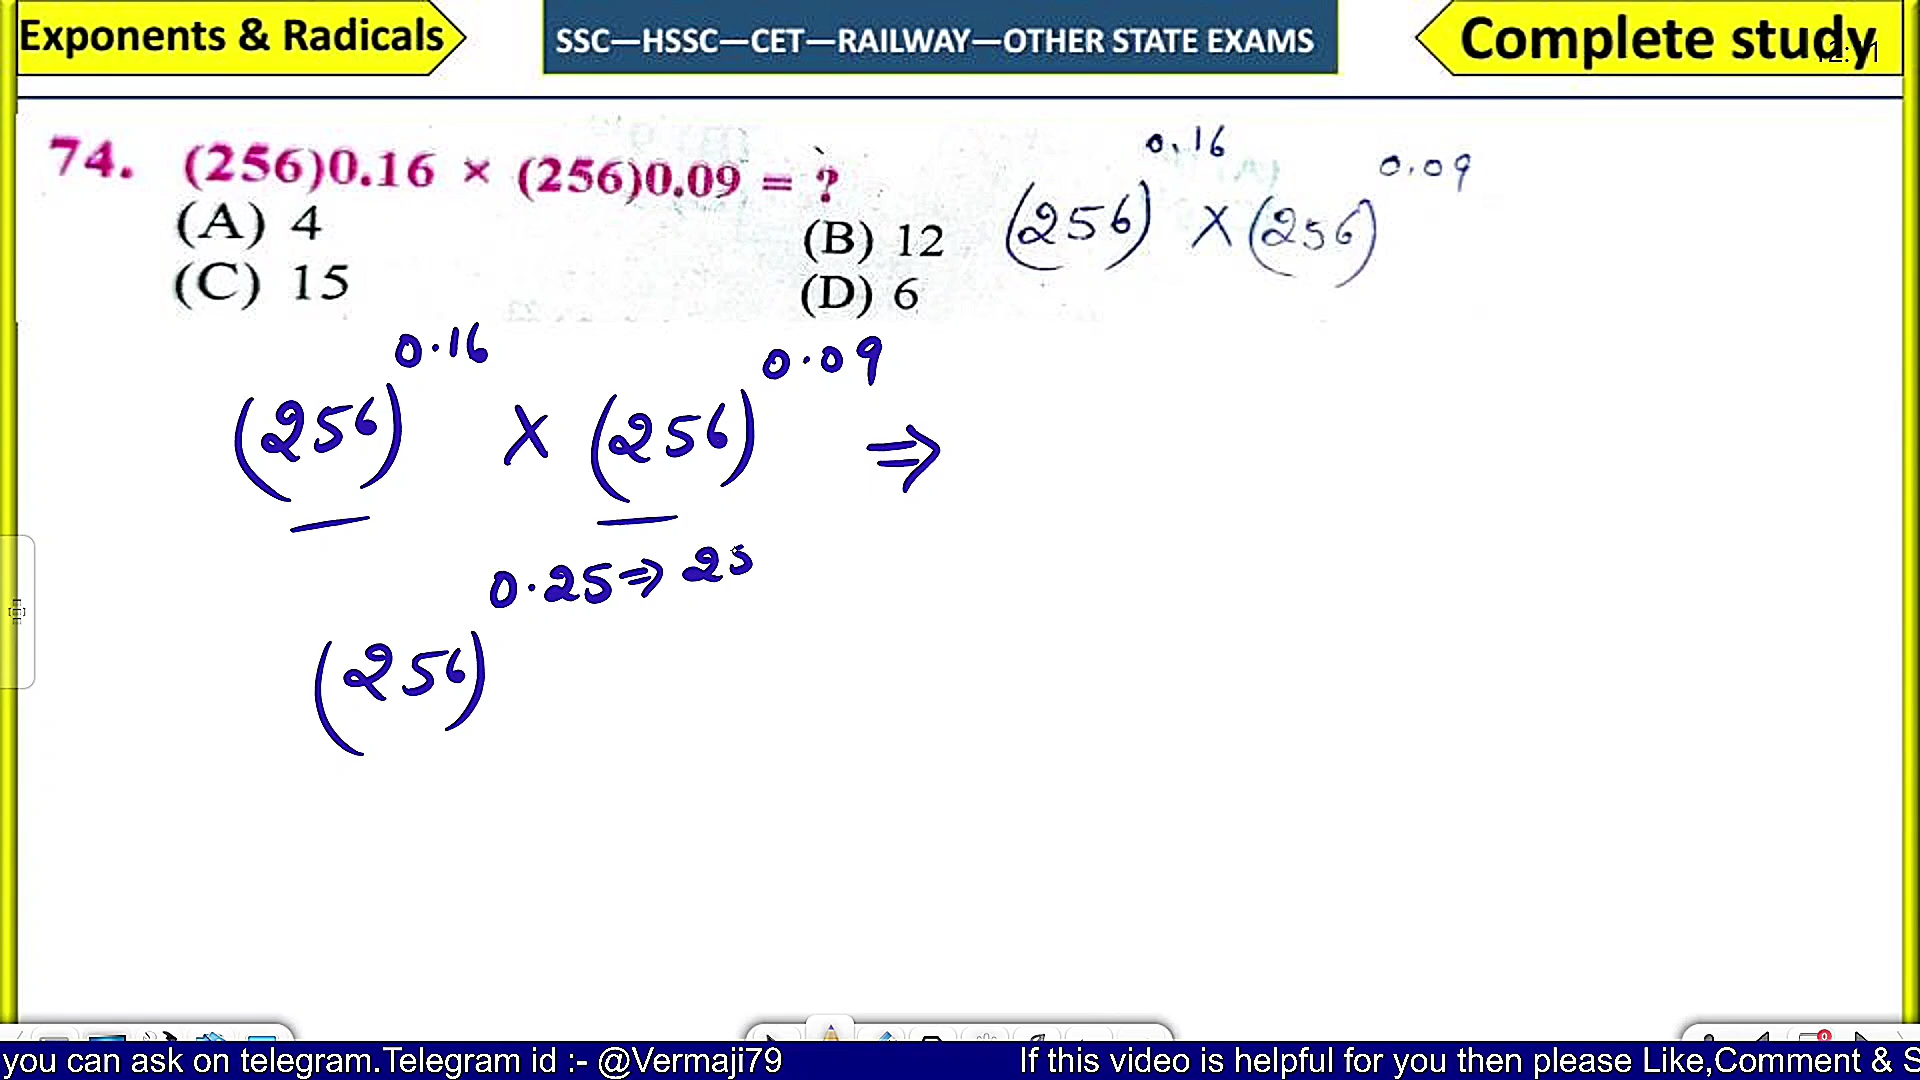 Exponents & Radicals
SSC—HSSC—CET—RAILWAY—OTHER STATE EXAMS
Complete study
74. (256)0.16 × (256)0.09 = ?
(A) 4
(B) 12
(C) 15
(D) 6
(256)^0.16 × (256)^0.09
(256)^0.16 × (256)^0.09 ⇒
(256)^0.25 ⇒ 25
you can ask on telegram.Telegram id :- @Vermaji79
If this video is helpful for you then please Like,Comment & S